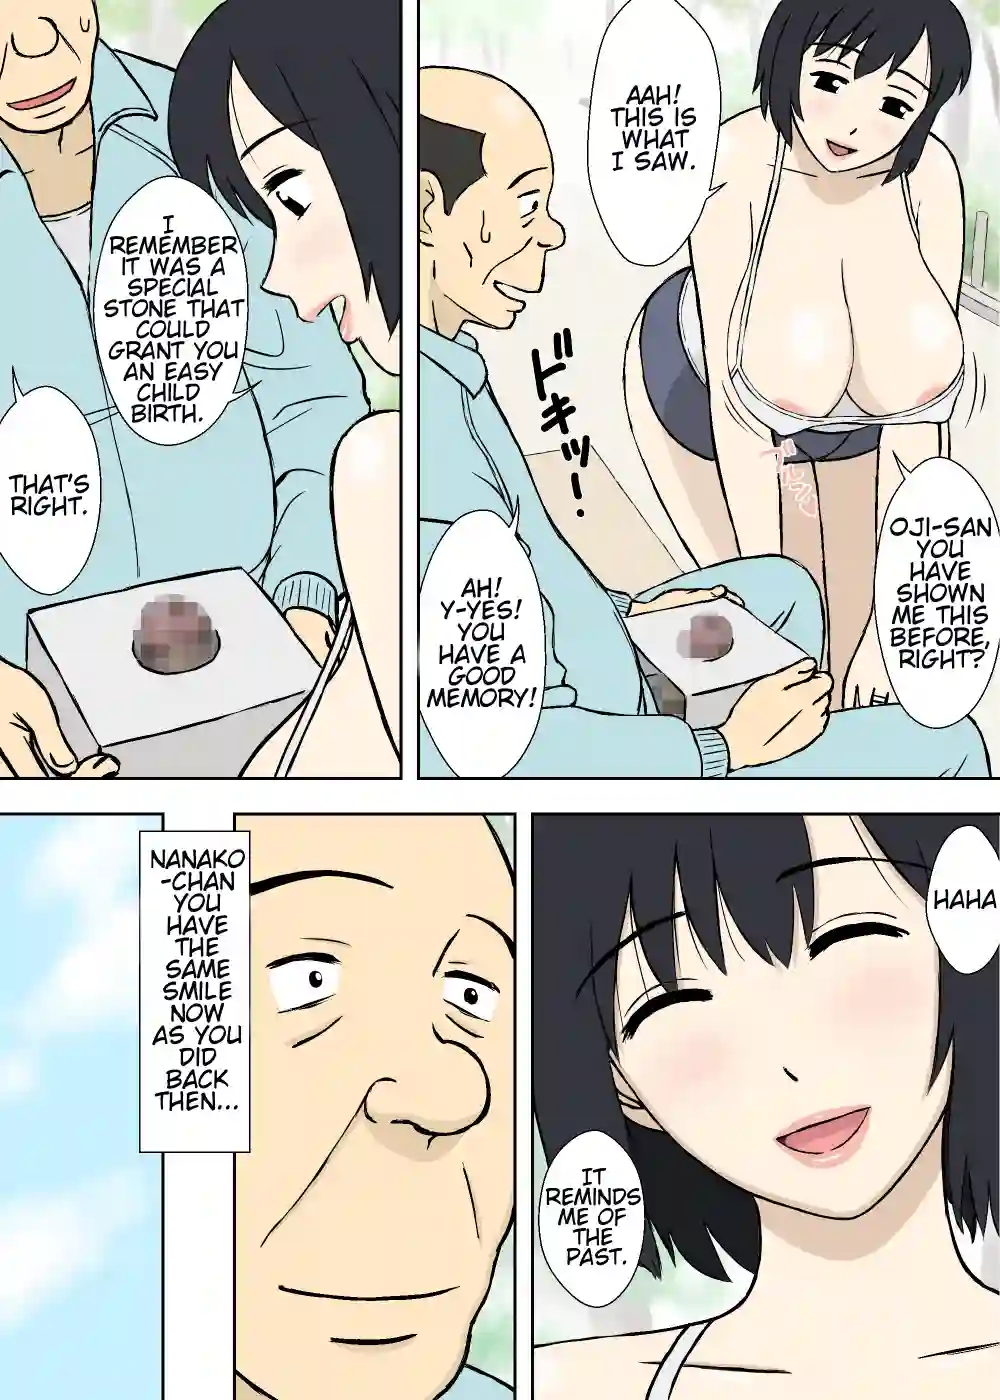 AAH!
THIS IS
WHAT
I SAW.
ドキッ!
ブルン♡
OJI-SAN
YOU
HAVE
SHOWN
ME THIS
BEFORE,
RIGHT?
AH!
Y-YES!
YOU
HAVE A
GOOD
MEMORY!
I
REMEMBER
IT WAS A
SPECIAL
STONE THAT
COULD
GRANT YOU
AN EASY
CHILD
BIRTH.
THAT'S
RIGHT.
HAHA
IT
REMINDS
ME OF
THE
PAST.
NANAKO
-CHAN
YOU
HAVE
THE
SAME
SMILE
NOW
AS YOU
DID
BACK
THEN...